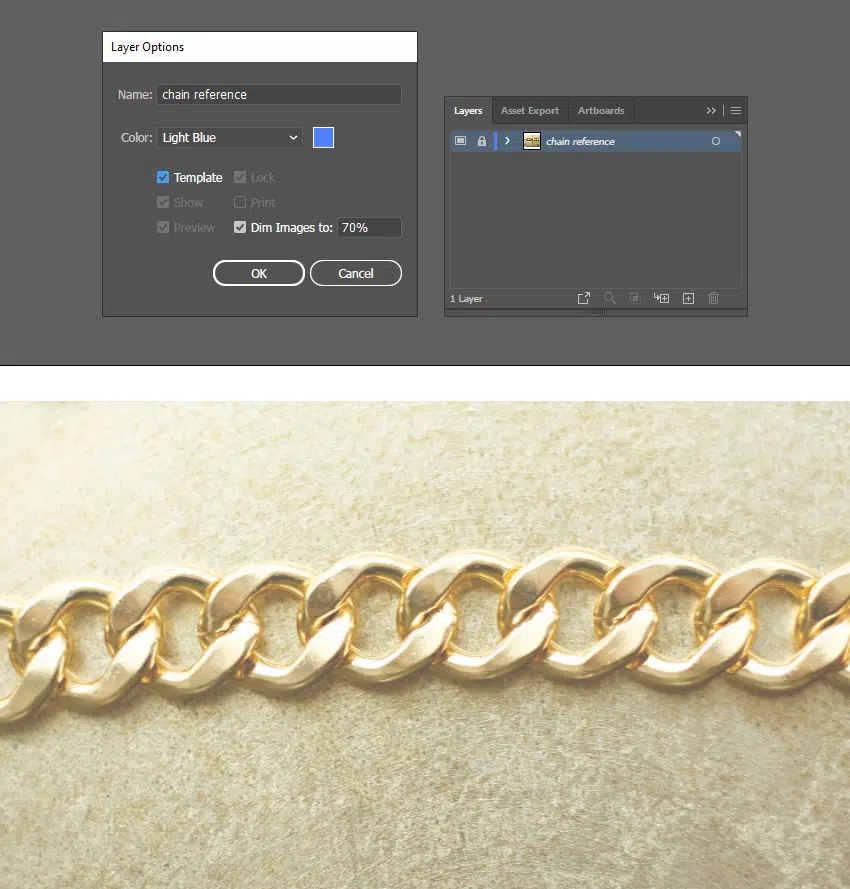 Layer Options
Name: chain reference
Color: Light Blue
Template Lock
Show Print
Preview Dim Images to: 70%
OK Cancel
Layers Asset Export Artboards
chain reference
1 Layer